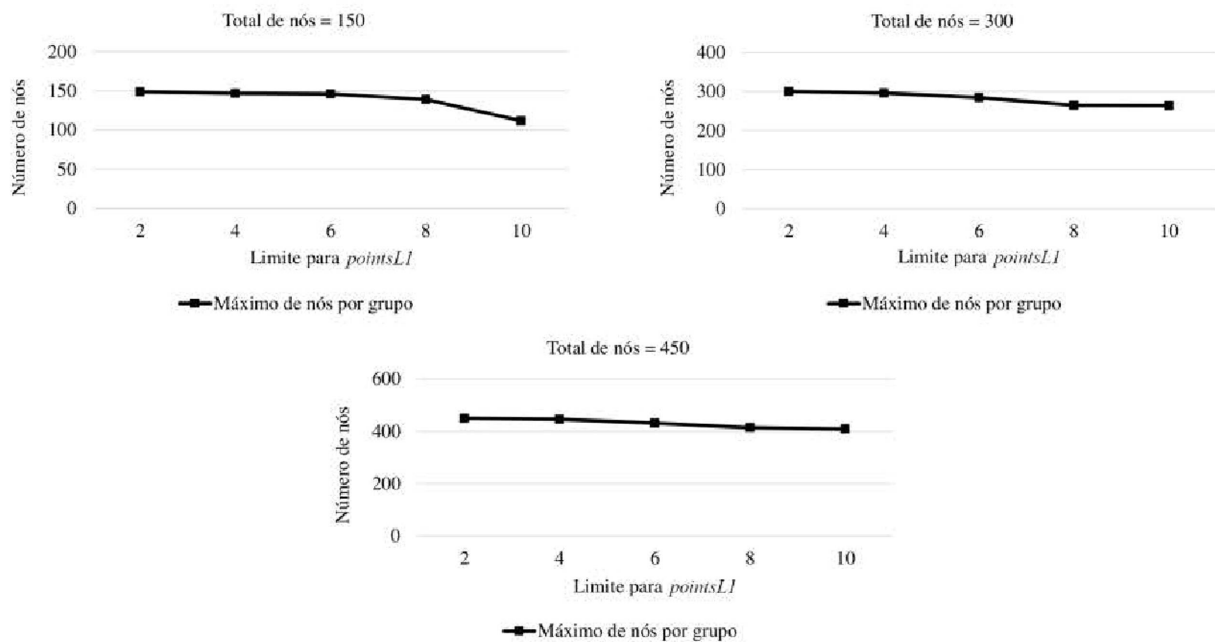 Total de nós = 150
200
150
100
50
0
Número de nós
2 4 6 8 10
Limite para pointsL1
Máximo de nós por grupo
Total de nós = 300
400
300
200
100
0
Número de nós
2 4 6 8 10
Limite para pointsL1
Máximo de nós por grupo
Total de nós = 450
600
400
200
0
Número de nós
2 4 6 8 10
Limite para pointsL1
Máximo de nós por grupo